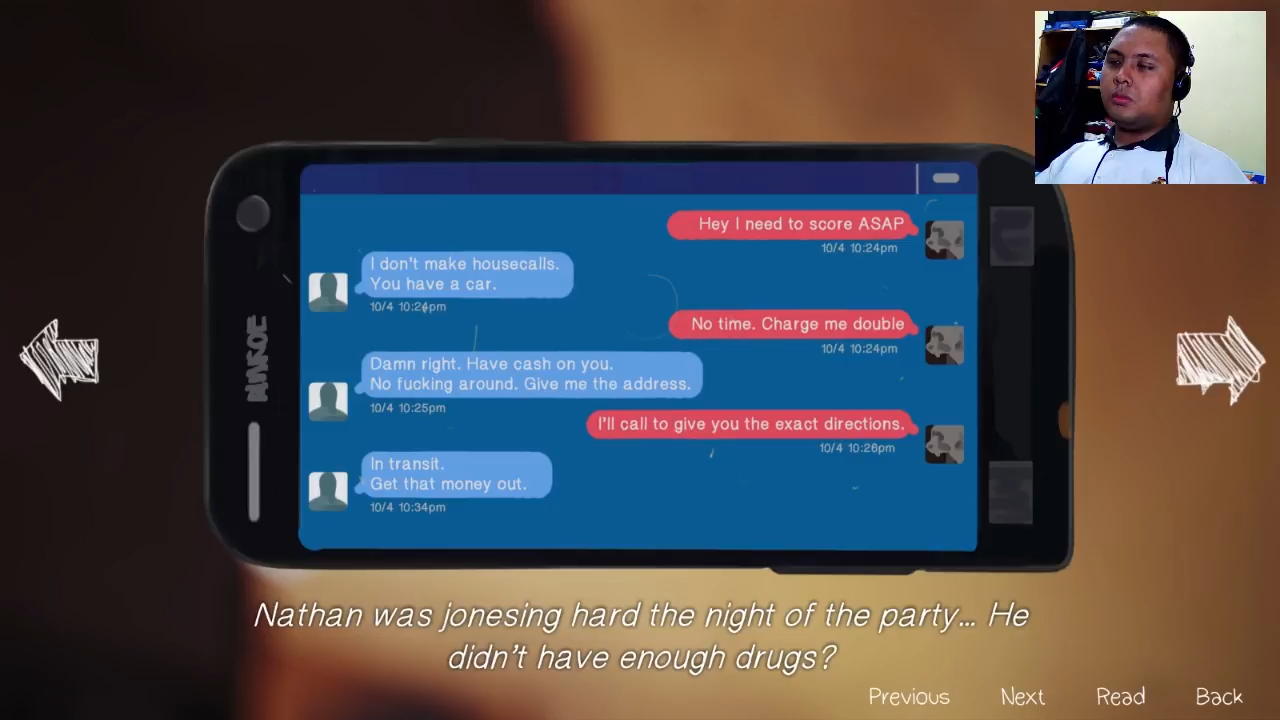 Hey I need to score ASAP
10/4 10:24pm
I don't make housecalls.
You have a car.
10/4 10:24pm
No time. Charge me double
10/4 10:24pm
Damn right. Have cash on you.
No fucking around. Give me the address.
10/4 10:25pm
I'll call to give you the exact directions.
10/4 10:26pm
In transit.
Get that money out.
10/4 10:34pm
Nathan was jonesing hard the night of the party... He
didn't have enough drugs?
Previous Next Read Back